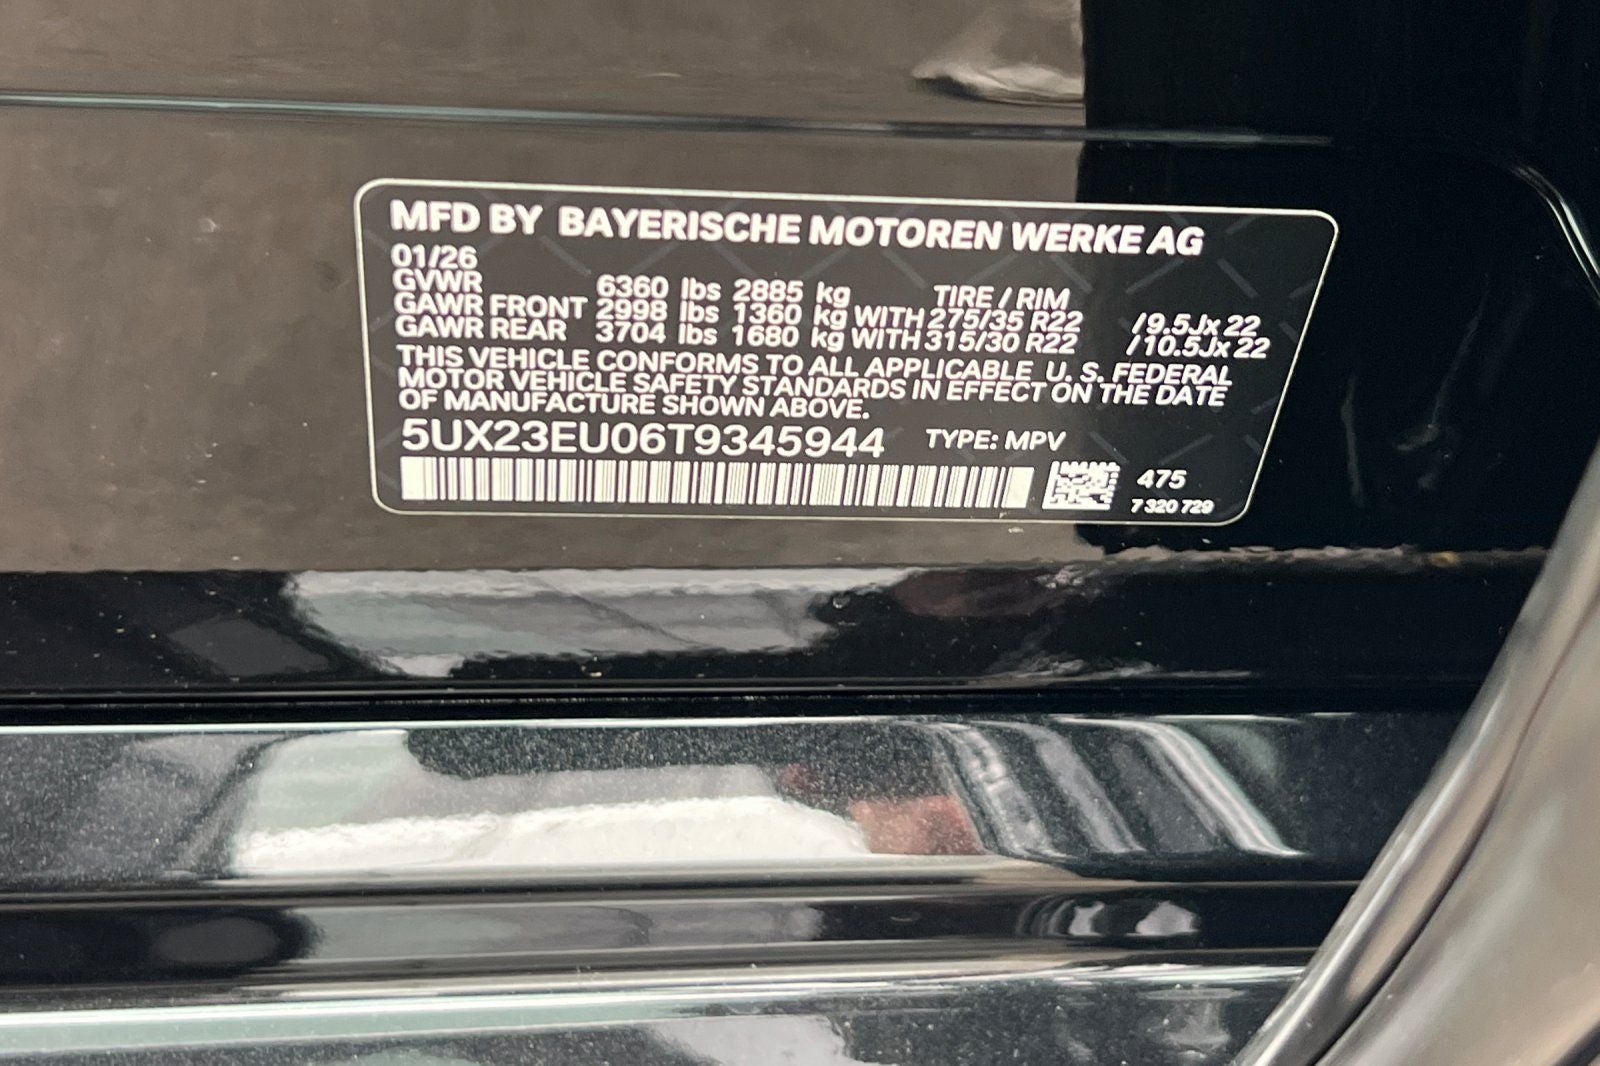 MFD BY BAYERISCHE MOTOREN WERKE AG
01/26
GVWR 6360 lbs 2885 kg TIRE / RIM
GAWR FRONT 2998 lbs 1360 kg WITH 275/35 R22 /9.5Jx 22
GAWR REAR 3704 lbs 1680 kg WITH 315/30 R22 /10.5Jx 22
THIS VEHICLE CONFORMS TO ALL APPLICABLE U. S. FEDERAL
MOTOR VEHICLE SAFETY STANDARDS IN EFFECT ON THE DATE
OF MANUFACTURE SHOWN ABOVE.
5UX23EU06T9345944 TYPE: MPV
475
7 320 729